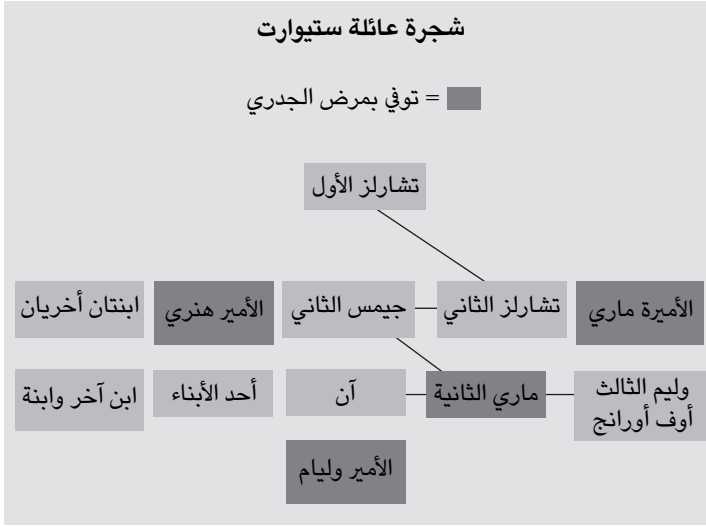 شجرة عائلة ستيوارت
= توفي بمرض الجدري
تشارلز الأول
الأميرة ماري
تشارلز الثاني
جيمس الثاني
الأمير هنري
ابنتان أخريان
وليم الثالث
أوف أورانج
ماري الثانية
آن
أحد الأبناء
ابن آخر وابنة
الأمير وليام